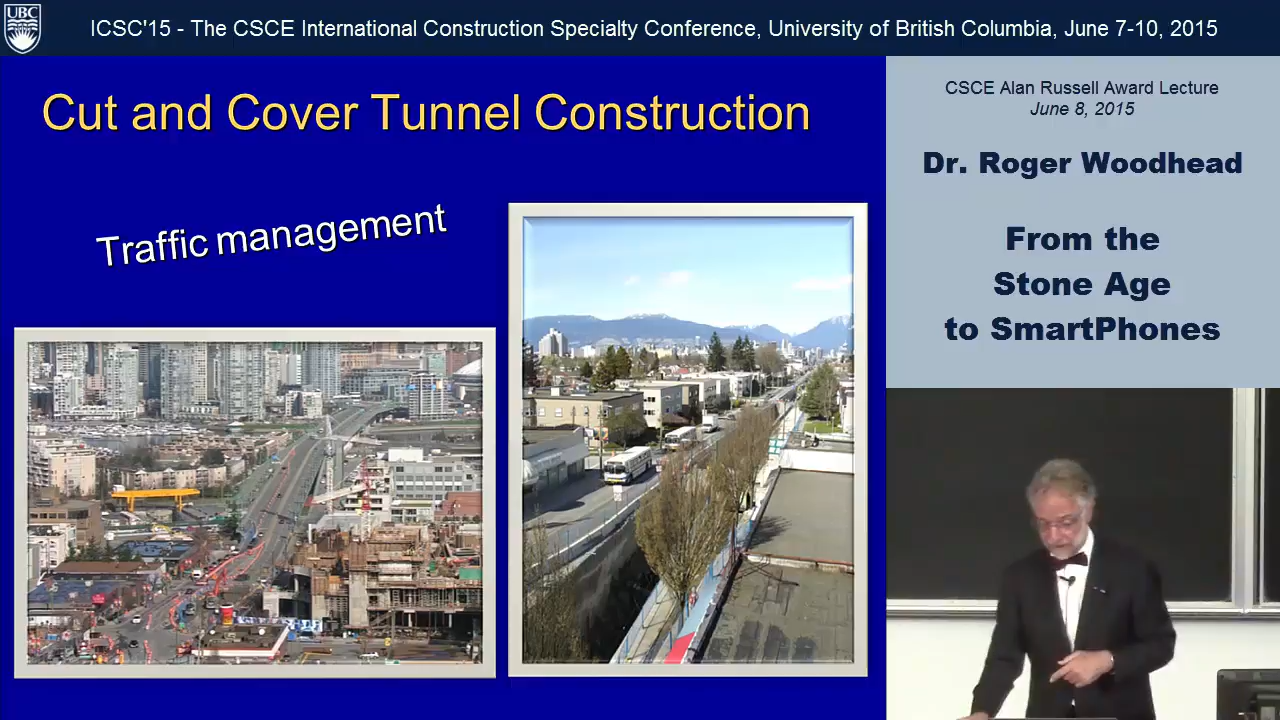 UBC
ICSC'15 - The CSCE International Construction Specialty Conference, University of British Columbia, June 7-10, 2015
Cut and Cover Tunnel Construction
Traffic management
CSCE Alan Russell Award Lecture
June 8, 2015
Dr. Roger Woodhead
From the
Stone Age
to SmartPhones